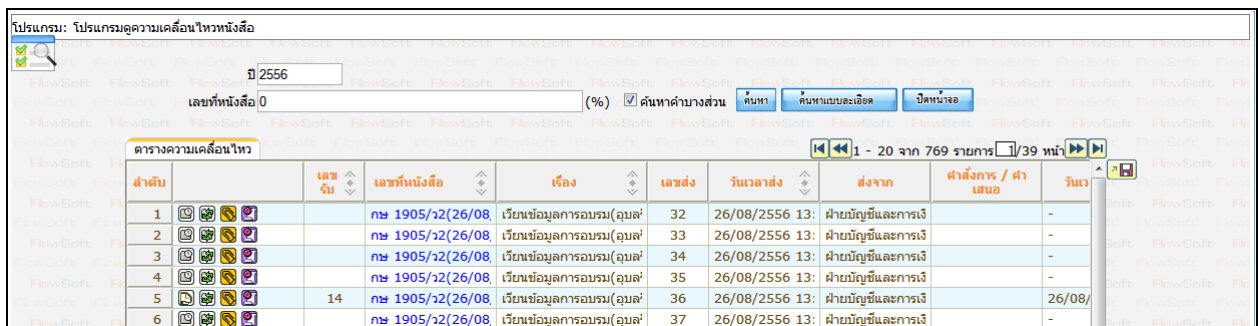 โปรแกรม: โปรแกรมดูความเคลื่อนไหวหนังสือ
ปี 2556
เลขที่หนังสือ 0 (%) ค้นหาคำบางส่วน ค้นหา ค้นหาแบบละเอียด ปิดหน้าจอ
ตารางความเคลื่อนไหว 1 - 20 จาก 769 รายการ 1/39 หน้า
ลำดับ เลขรับ เลขที่หนังสือ เรื่อง เลขส่ง วันเวลาส่ง ส่งจาก คำสั่งการ / คำเสนอ วันเว
1 กษ 1905/ว2(26/08, เวียนข้อมูลการอบรม(อุบล 32 26/08/2556 13: ฝ่ายบัญชีและการเงิ -
2 กษ 1905/ว2(26/08, เวียนข้อมูลการอบรม(อุบล 33 26/08/2556 13: ฝ่ายบัญชีและการเงิ -
3 กษ 1905/ว2(26/08, เวียนข้อมูลการอบรม(อุบล 34 26/08/2556 13: ฝ่ายบัญชีและการเงิ -
4 กษ 1905/ว2(26/08, เวียนข้อมูลการอบรม(อุบล 35 26/08/2556 13: ฝ่ายบัญชีและการเงิ -
5 14 กษ 1905/ว2(26/08, เวียนข้อมูลการอบรม(อุบล 36 26/08/2556 13: ฝ่ายบัญชีและการเงิ 26/08/
6 กษ 1905/ว2(26/08, เวียนข้อมูลการอบรม(อุบล 37 26/08/2556 13: ฝ่ายบัญชีและการเงิ -